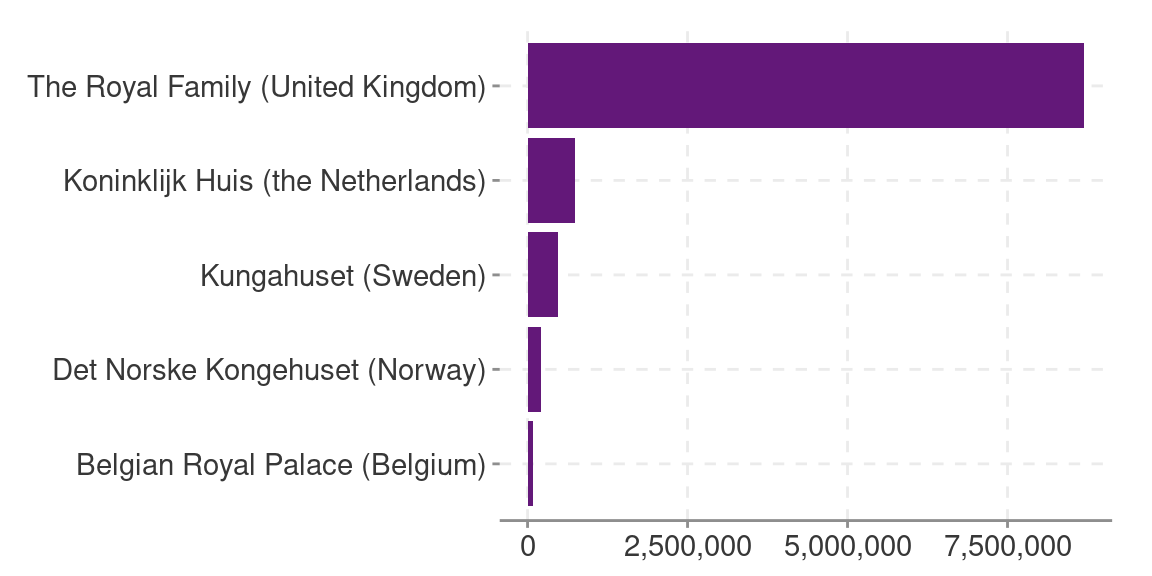 The Royal Family (United Kingdom)
Koninklijk Huis (the Netherlands)
Kungahuset (Sweden)
Det Norske Kongehuset (Norway)
Belgian Royal Palace (Belgium)
0 2,500,000 5,000,000 7,500,000